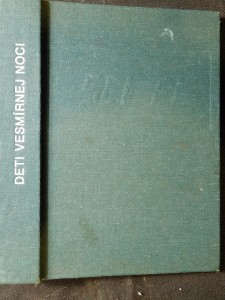 DETI VESMÍRNEJ NOCI